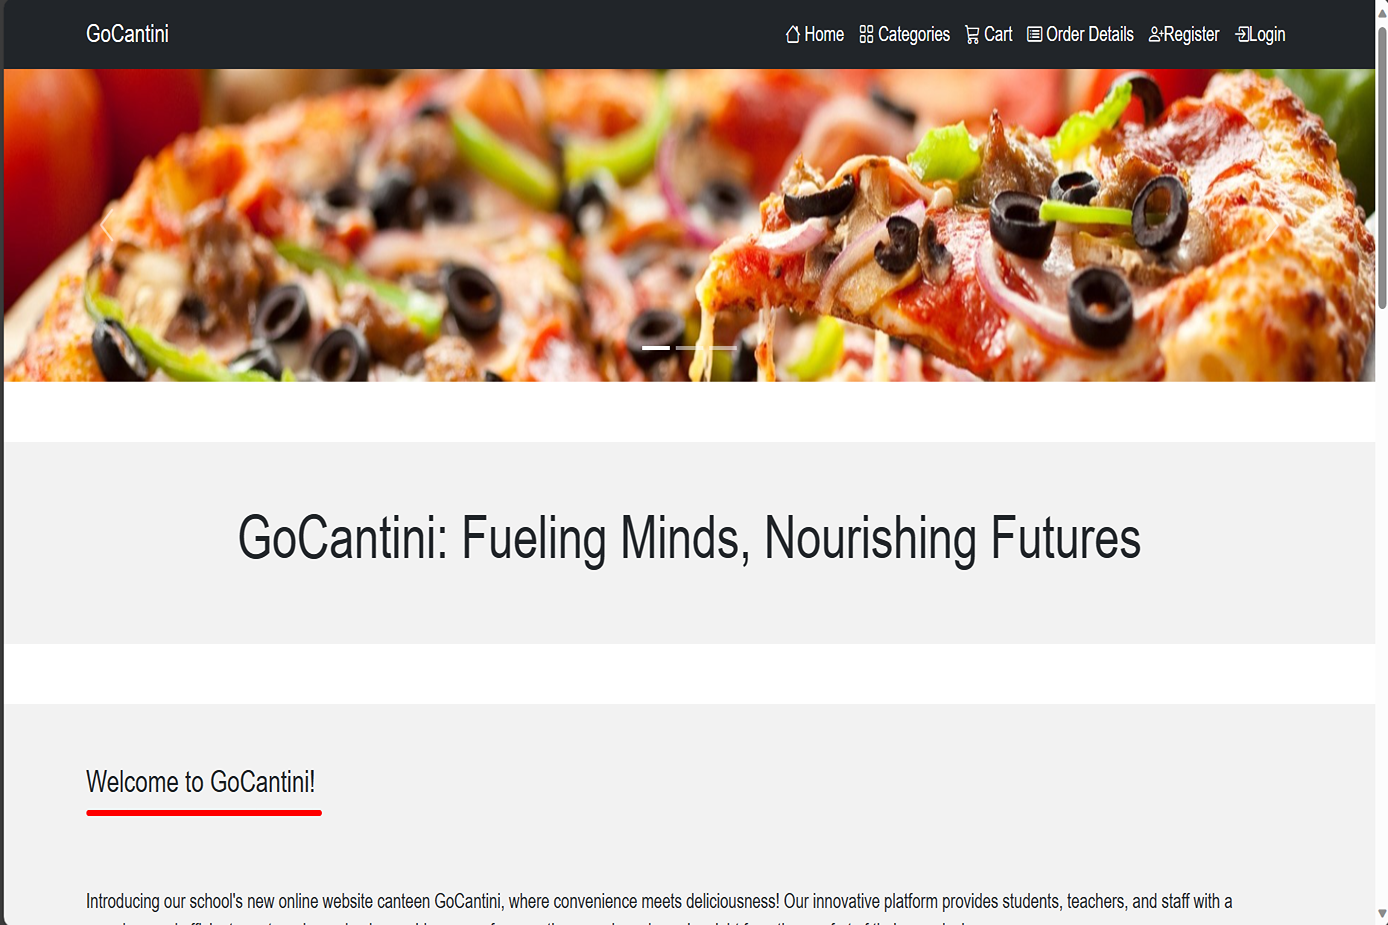 GoCantini
Home Categories Cart Order Details Register Login
GoCantini: Fueling Minds, Nourishing Futures
Welcome to GoCantini!
Introducing our school's new online website canteen GoCantini, where convenience meets deliciousness! Our innovative platform provides students, teachers, and staff with a